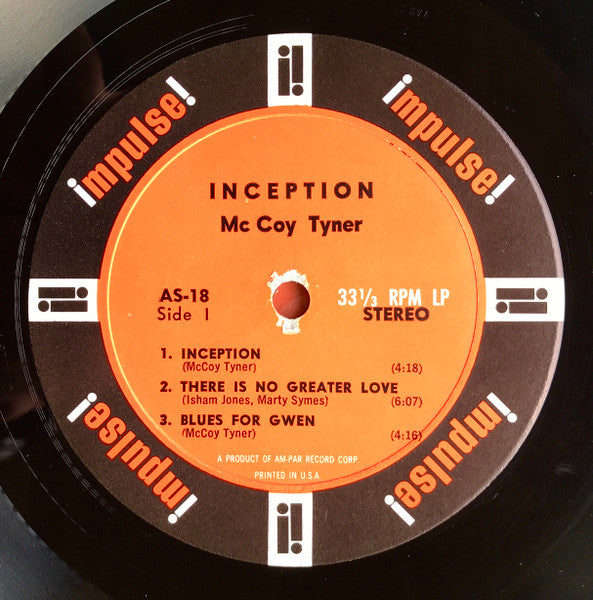 impulse!
impulse!
INCEPTION
Mc Coy Tyner
AS-18
Side 1
33 1/3 RPM LP
STEREO
1. INCEPTION
(McCoy Tyner) (4:18)
2. THERE IS NO GREATER LOVE
(Isham Jones, Marty Symes) (6:07)
3. BLUES FOR GWEN
(McCoy Tyner) (4:16)
A PRODUCT OF AM-PAR RECORD CORP.
PRINTED IN U.S.A.
impulse!
impulse!
i!
i!
i!
i!